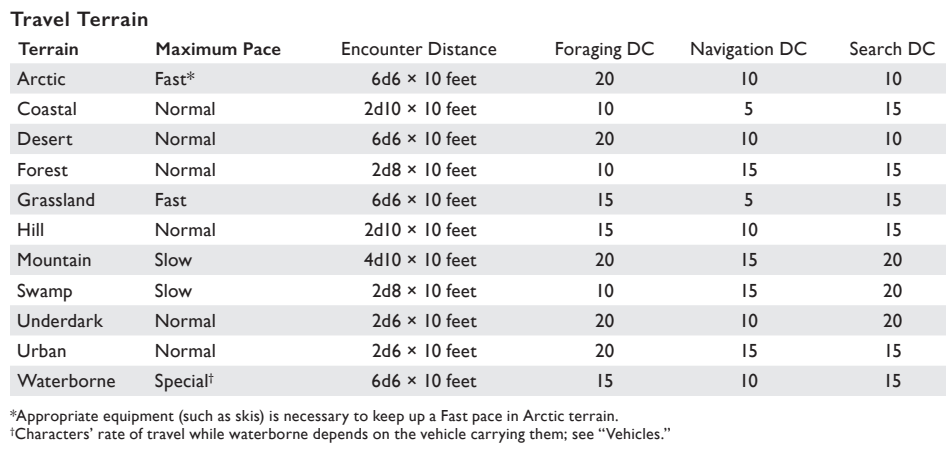 Travel Terrain
Terrain Maximum Pace Encounter Distance Foraging DC Navigation DC Search DC
Arctic Fast* 6d6 × 10 feet 20 10 10
Coastal Normal 2d10 × 10 feet 10 5 15
Desert Normal 6d6 × 10 feet 20 10 10
Forest Normal 2d8 × 10 feet 10 15 15
Grassland Fast 6d6 × 10 feet 15 5 15
Hill Normal 2d10 × 10 feet 15 10 15
Mountain Slow 4d10 × 10 feet 20 15 20
Swamp Slow 2d8 × 10 feet 10 15 20
Underdark Normal 2d6 × 10 feet 20 10 20
Urban Normal 2d6 × 10 feet 20 15 15
Waterborne Special† 6d6 × 10 feet 15 10 15
*Appropriate equipment (such as skis) is necessary to keep up a Fast pace in Arctic terrain.
†Characters’ rate of travel while waterborne depends on the vehicle carrying them; see “Vehicles.”